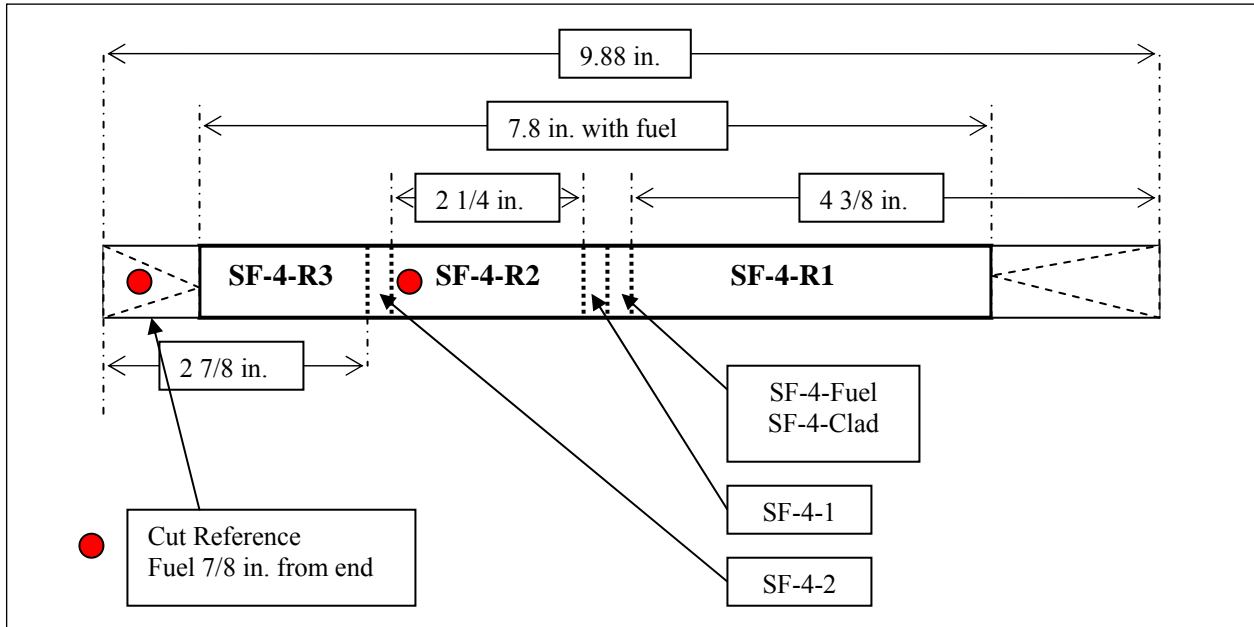 9.88 in.
7.8 in. with fuel
2 1/4 in.
4 3/8 in.
SF-4-R3
SF-4-R2
SF-4-R1
2 7/8 in.
SF-4-Fuel
SF-4-Clad
SF-4-1
Cut Reference
Fuel 7/8 in. from end
SF-4-2